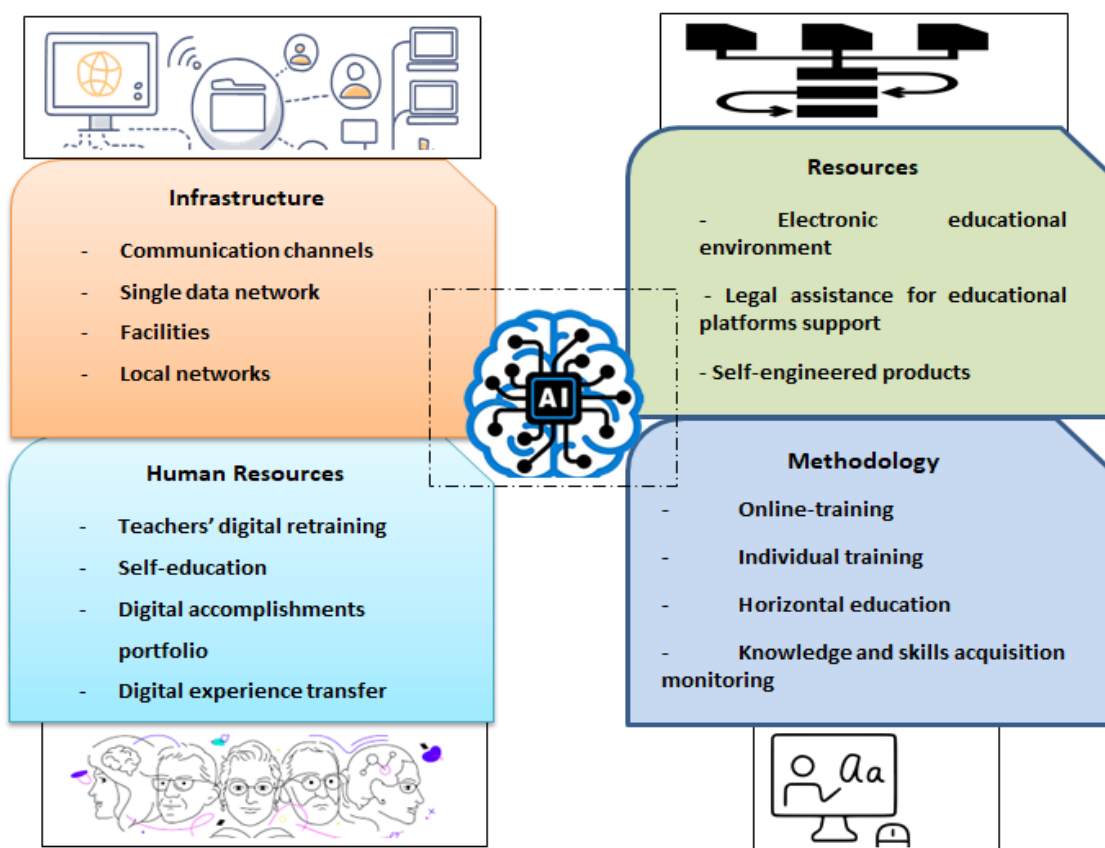 Infrastructure
- Communication channels
- Single data network
- Facilities
- Local networks
Resources
- Electronic educational
environment
- Legal assistance for educational
platforms support
- Self-engineered products
AI
Human Resources
- Teachers’ digital retraining
- Self-education
- Digital accomplishments
portfolio
- Digital experience transfer
Methodology
- Online-training
- Individual training
- Horizontal education
- Knowledge and skills acquisition
monitoring
Aa